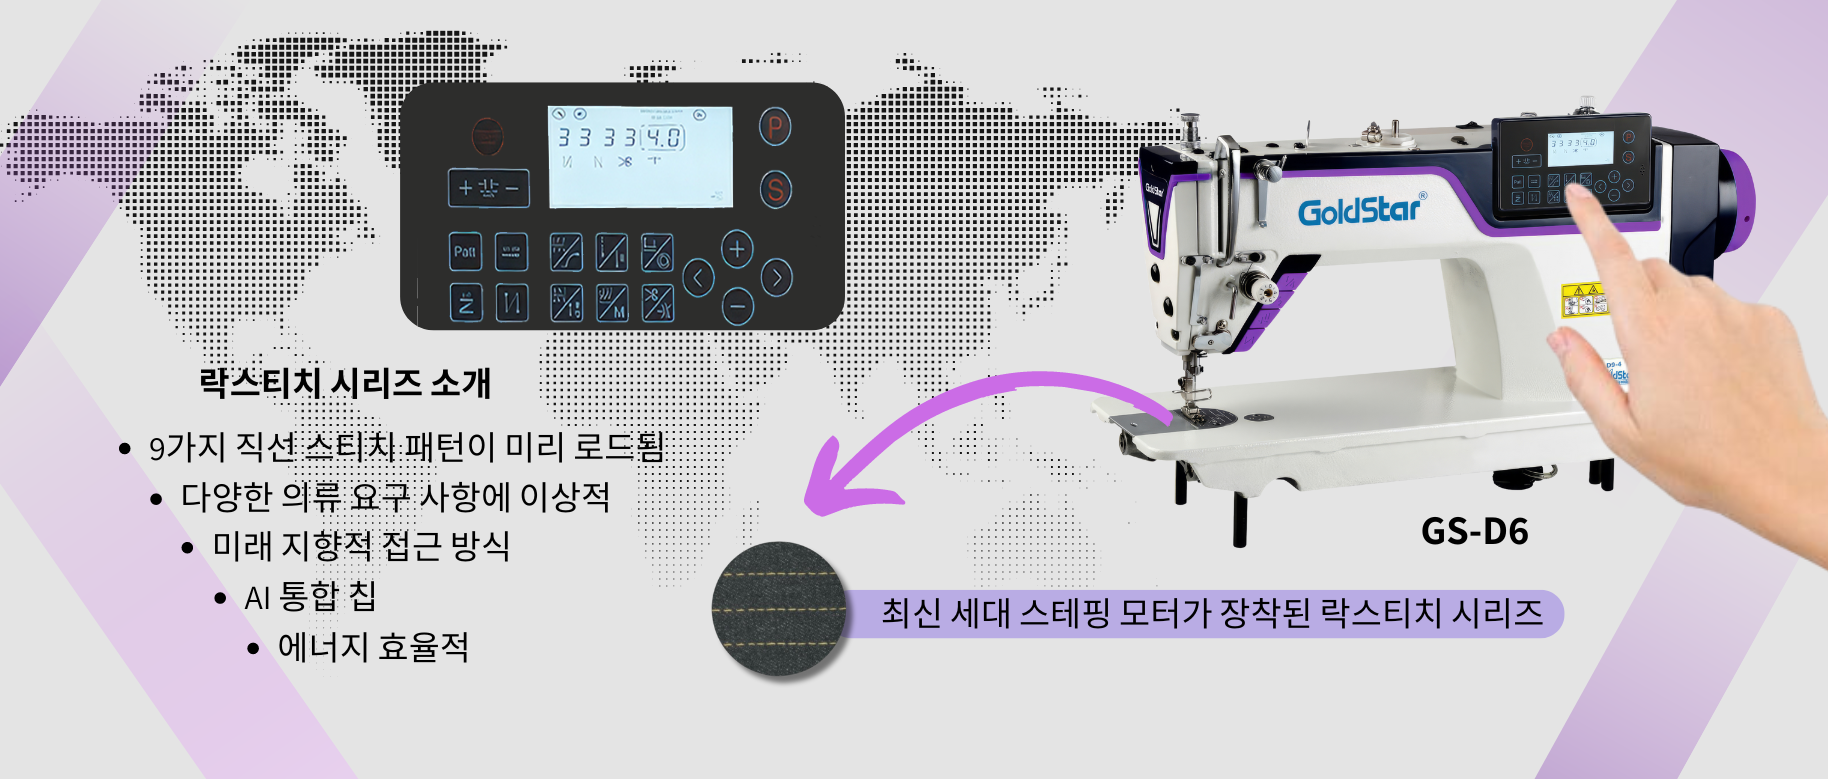 3 3 3 3 4.0
P
S
+ -
Patt
+
M
-
락스티치 시리즈 소개
9가지 직선 스티치 패턴이 미리 로드됨
다양한 의류 요구 사항에 이상적
미래 지향적 접근 방식
AI 통합 칩
에너지 효율적
GoldStar
GoldStar®
GS-D6
최신 세대 스테핑 모터가 장착된 락스티치 시리즈